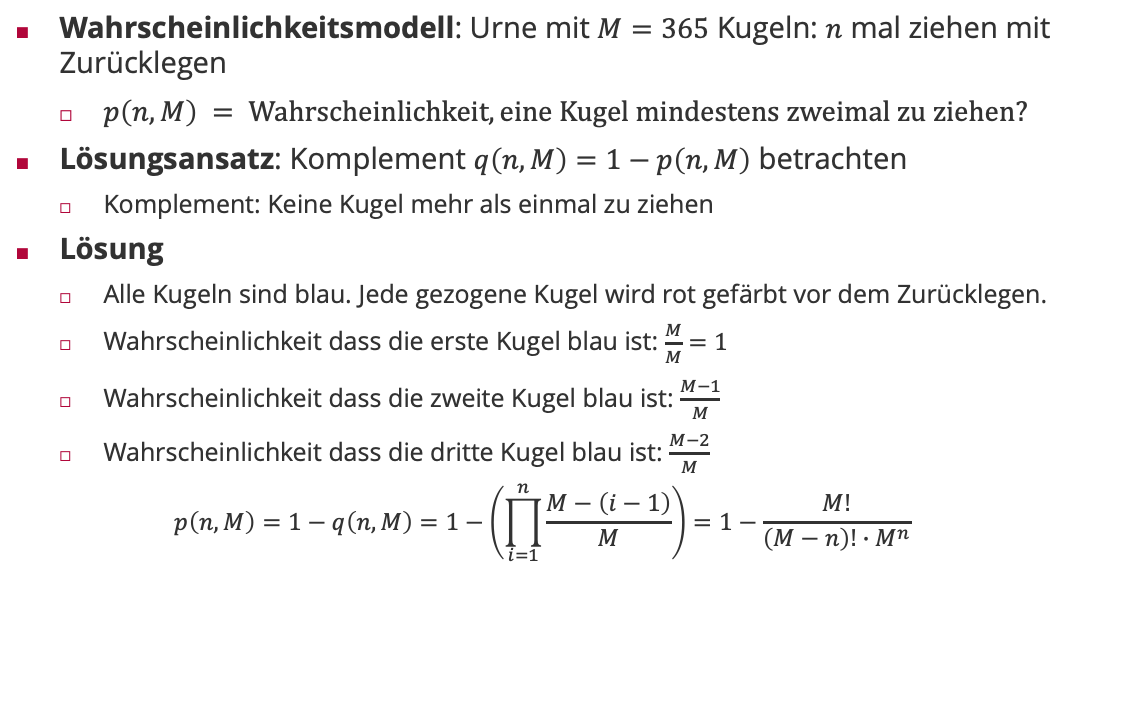 ▪ Wahrscheinlichkeitsmodell: Urne mit M = 365 Kugeln: n mal ziehen mit
Zurücklegen
▫ p(n, M) = Wahrscheinlichkeit, eine Kugel mindestens zweimal zu ziehen?
▪ Lösungsansatz: Komplement q(n, M) = 1 − p(n, M) betrachten
▫ Komplement: Keine Kugel mehr als einmal zu ziehen
▪ Lösung
▫ Alle Kugeln sind blau. Jede gezogene Kugel wird rot gefärbt vor dem Zurücklegen.
▫ Wahrscheinlichkeit dass die erste Kugel blau ist: M/M = 1
▫ Wahrscheinlichkeit dass die zweite Kugel blau ist: M−1/M
▫ Wahrscheinlichkeit dass die dritte Kugel blau ist: M−2/M
p(n, M) = 1 − q(n, M) = 1 − (∏_{i=1}^{n} (M − (i − 1))/M) = 1 − M!/((M − n)! · Mⁿ)